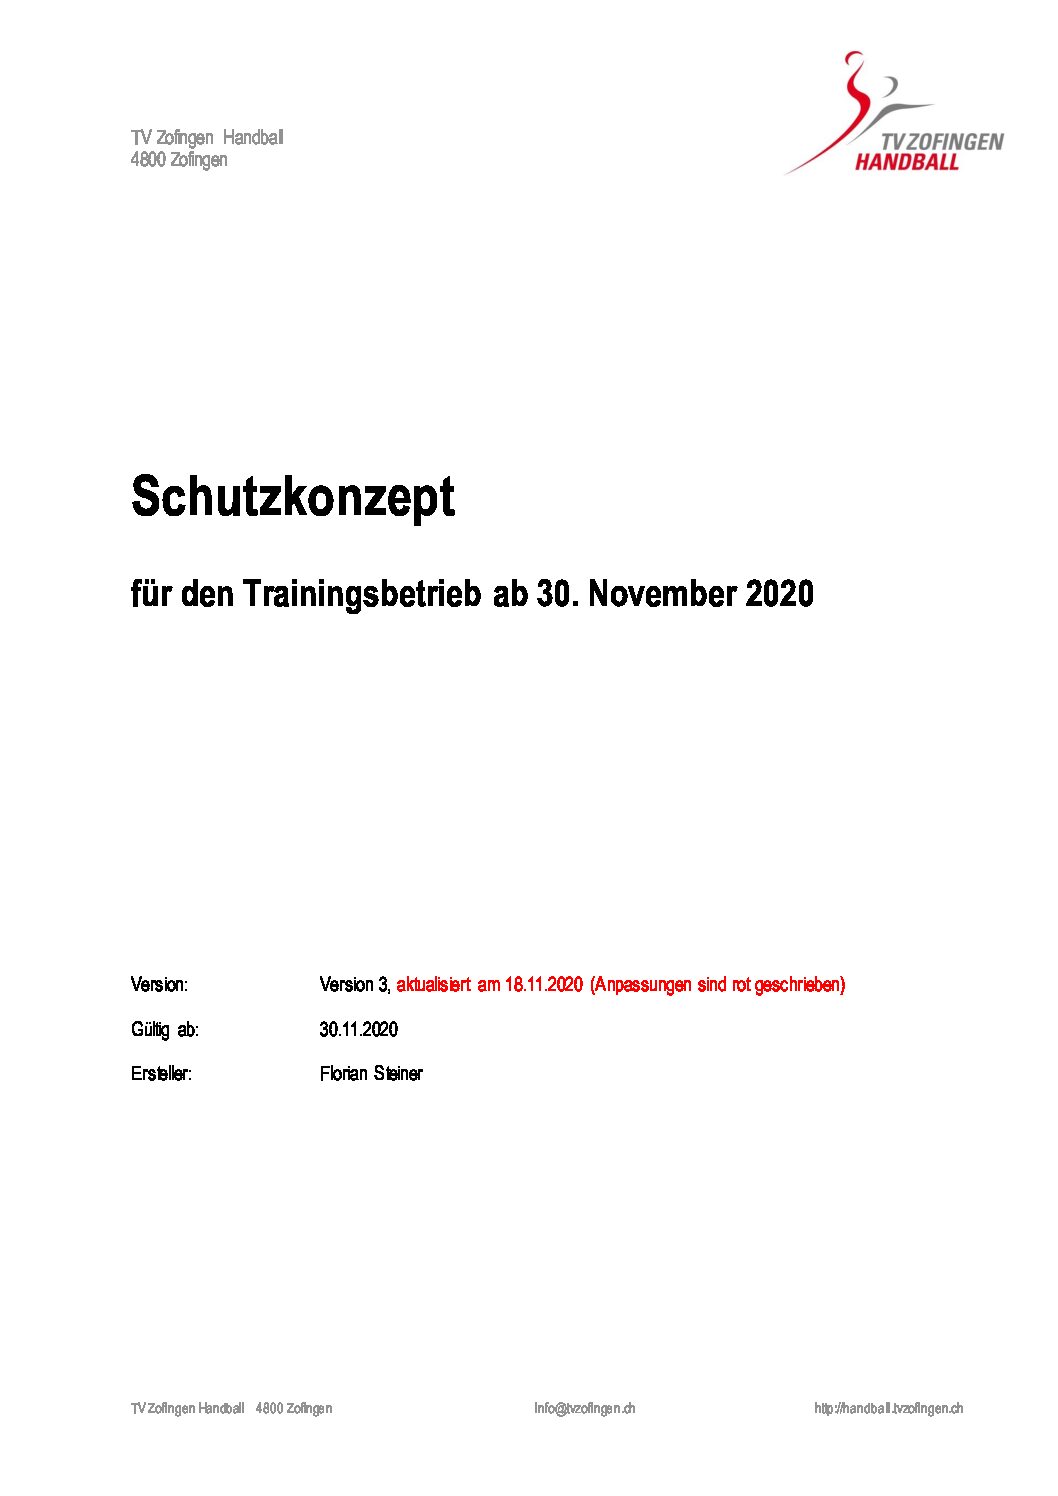 TV Zofingen Handball
4800 Zofingen
TV ZOFINGEN
HANDBALL
Schutzkonzept
für den Trainingsbetrieb ab 30. November 2020
Version: Version 3, aktualisiert am 18.11.2020 (Anpassungen sind rot geschrieben)
Gültig ab: 30.11.2020
Ersteller: Florian Steiner
TV Zofingen Handball 4800 Zofingen info@tvzofingen.ch http://handball.tvzofingen.ch